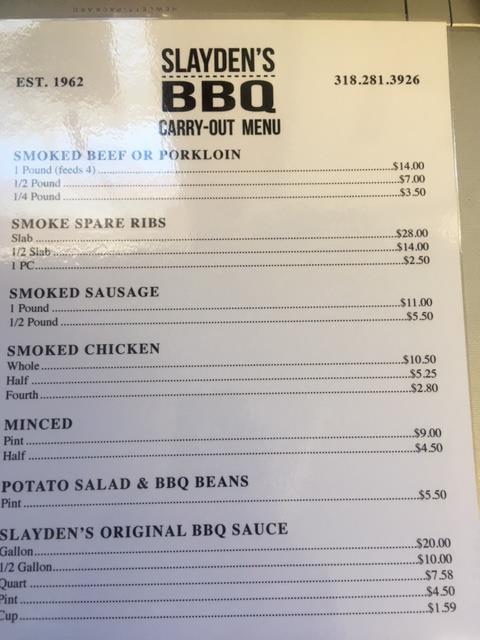 HEWLETT-PACKARD
SLAYDEN'S
EST. 1962
BBQ
318.281.3926
CARRY-OUT MENU
SMOKED BEEF OR PORKLOIN
1 Pound (feeds 4) $14.00
1/2 Pound $7.00
1/4 Pound $3.50
SMOKE SPARE RIBS
Slab $28.00
1/2 Slab $14.00
1 PC $2.50
SMOKED SAUSAGE
1 Pound $11.00
1/2 Pound $5.50
SMOKED CHICKEN
Whole $10.50
Half $5.25
Fourth $2.80
MINCED
Pint $9.00
Half $4.50
POTATO SALAD & BBQ BEANS
Pint $5.50
SLAYDEN'S ORIGINAL BBQ SAUCE
Gallon $20.00
1/2 Gallon $10.00
Quart $7.58
Pint $4.50
Cup $1.59